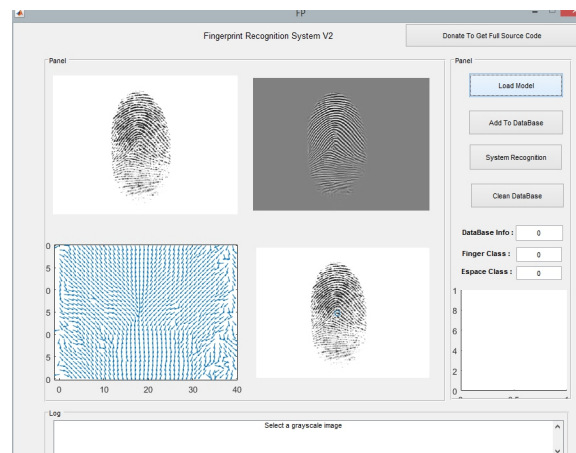 FP
Fingerprint Recognition System V2
Donate To Get Full Source Code
Panel
Panel
Load Model
Add To DataBase
System Recognition
Clean DataBase
DataBase Info : 0
Finger Class : 0
Espace Class : 0
0
5
0
5
0
5
0
0 10 20 30 40
1
8
6
4
2
0
Log
Select a grayscale image